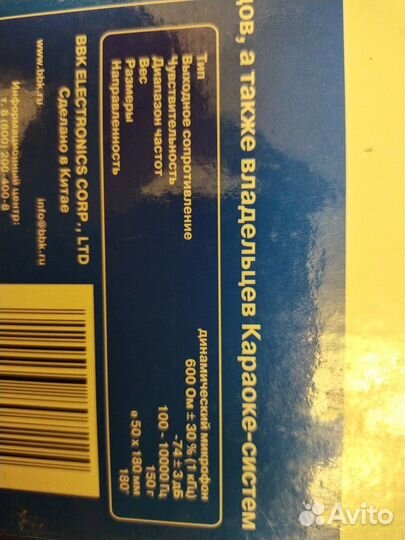 цов, а также владельцев Караоке-систем
Тип динамический микрофон
Выходное сопротивление 600 Ом ± 30 % (1 кГц)
Чувствительность -74 ± 3 дБ
Диапазон частот 100 - 10000 Гц
Вес 150 г
Размеры ø 50 x 180 мм
Направленность 180°
BBK ELECTRONICS CORP., LTD
Сделано в Китае
www.bbk.ru info@bbk.ru
Информационный центр:
т. 8 (800) 200-400-8
Avito